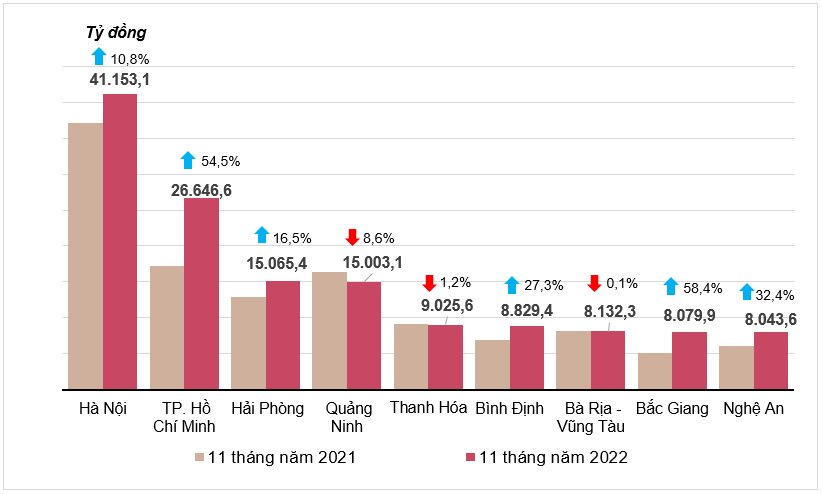 Tỷ đồng
10,8%
41.153,1
54,5%
26.646,6
16,5%
15.065,4
8,6%
15.003,1
1,2%
9.025,6
27,3%
8.829,4
0,1%
8.132,3
58,4%
8.079,9
32,4%
8.043,6
Hà Nội
TP. Hồ
Chí Minh
Hải Phòng
Quảng
Ninh
Thanh Hóa
Bình Định
Bà Rịa -
Vũng Tàu
Bắc Giang
Nghệ An
11 tháng năm 2021
11 tháng năm 2022